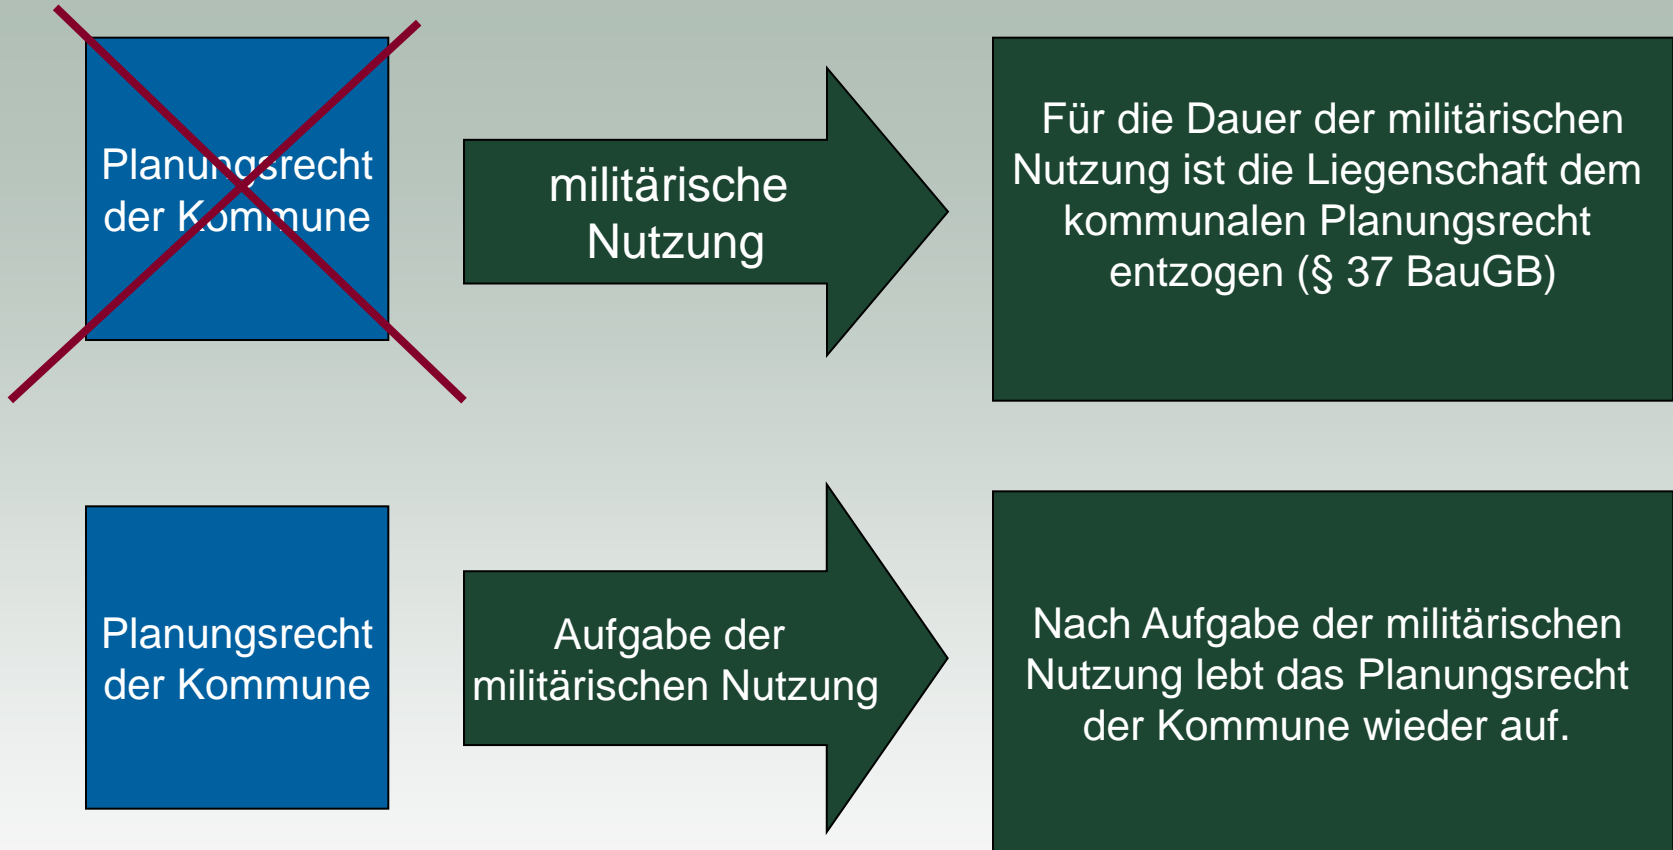 Planungsrecht
der Kommune
militärische
Nutzung
Für die Dauer der militärischen
Nutzung ist die Liegenschaft dem
kommunalen Planungsrecht
entzogen (§ 37 BauGB)
Planungsrecht
der Kommune
Aufgabe der
militärischen Nutzung
Nach Aufgabe der militärischen
Nutzung lebt das Planungsrecht
der Kommune wieder auf.